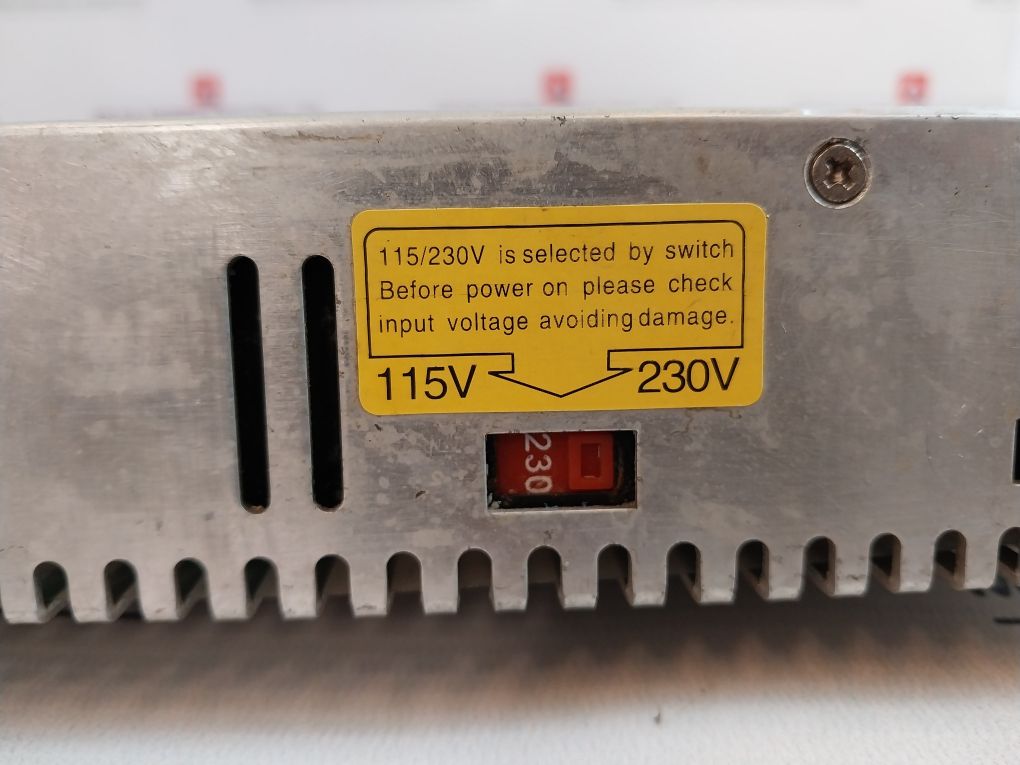 115/230V is selected by switch
Before power on please check
input voltage avoiding damage.
115V 230V
230